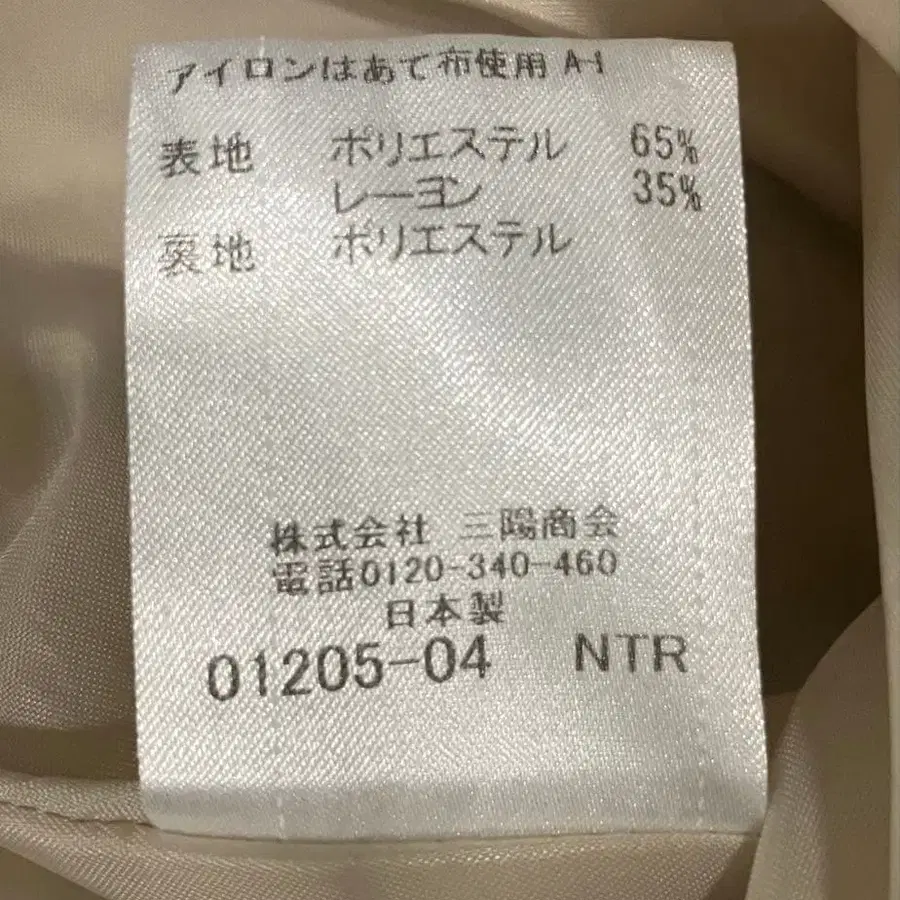 アイロンはあて布使用 A-1
表地 ポリエステル 65%
レーヨン 35%
裏地 ポリエステル
株式会社 三陽商会
電話0120-340-460
日本製
01205-04 NTR